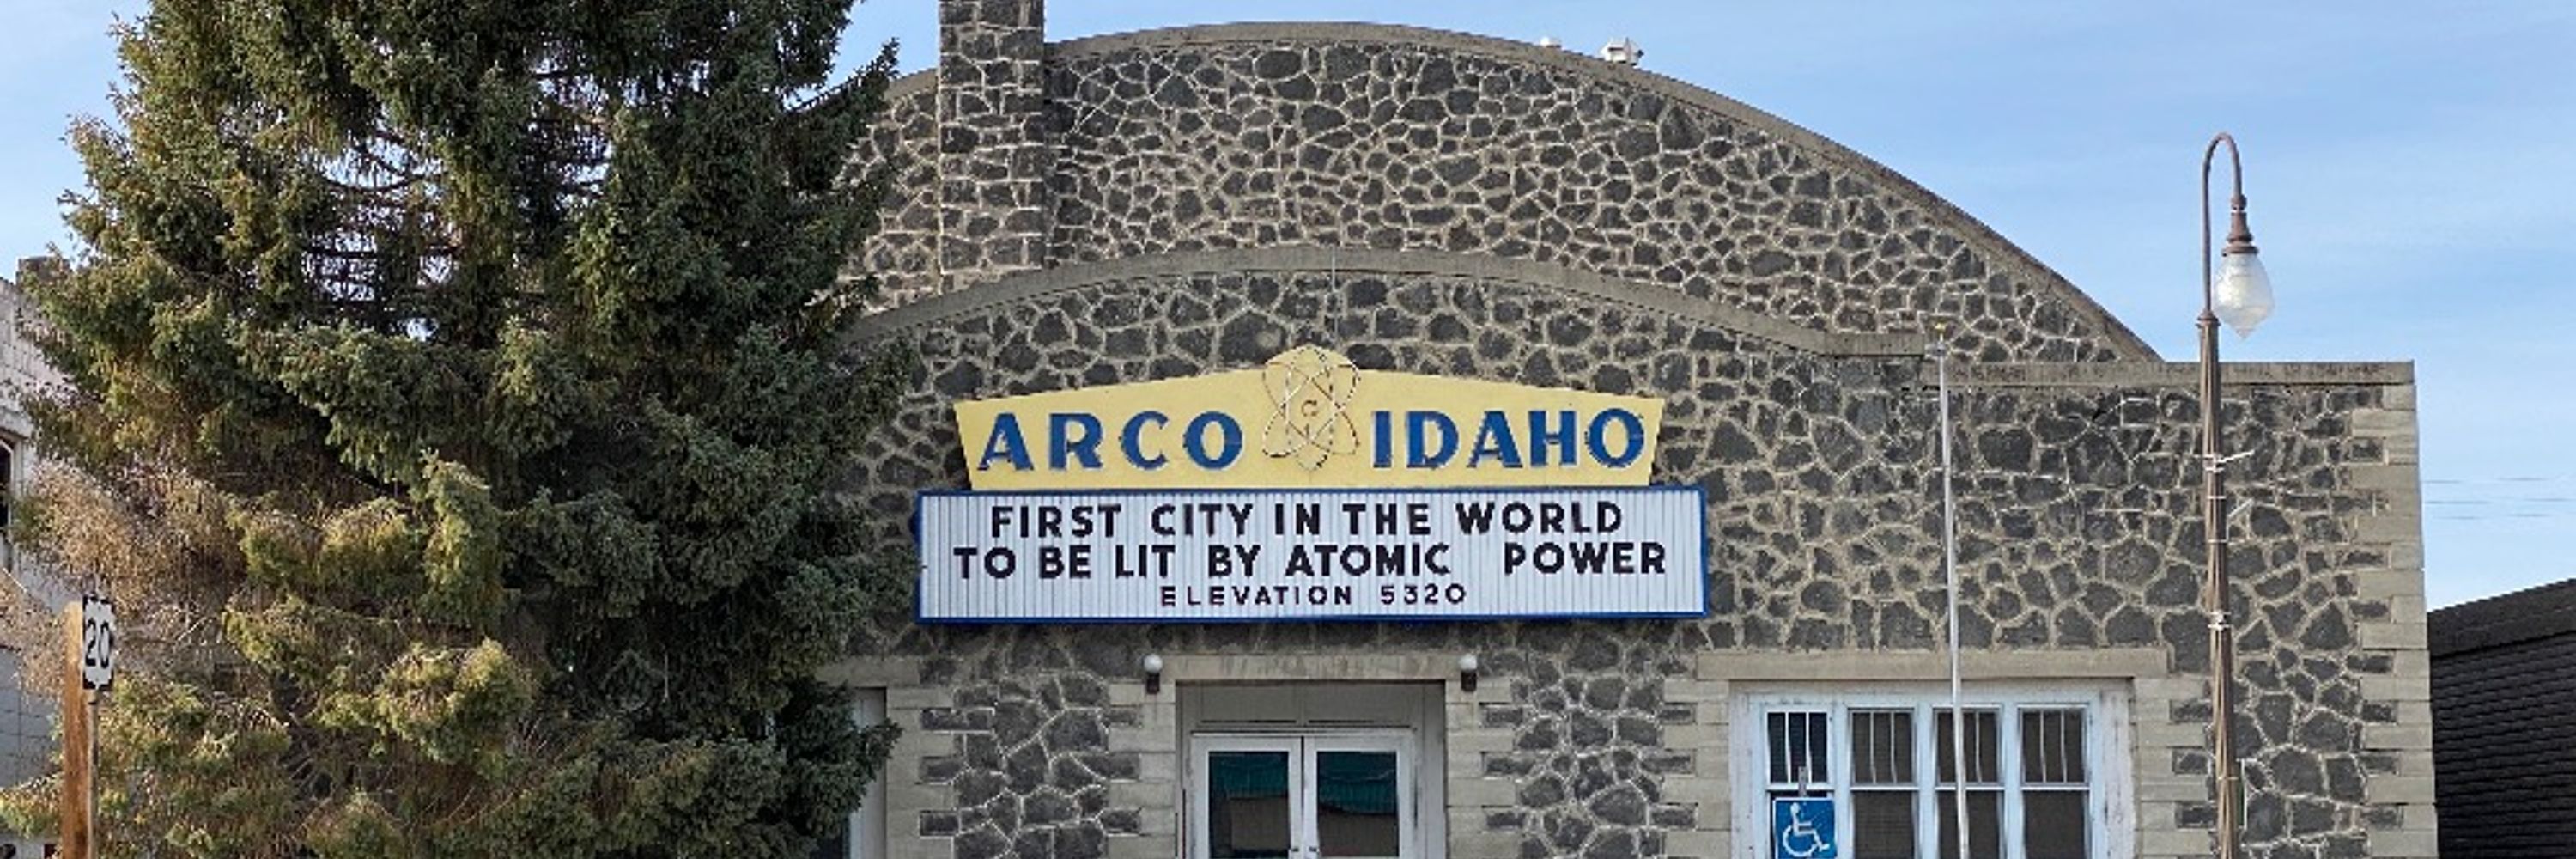 ARCO IDAHO
FIRST CITY IN THE WORLD
TO BE LIT BY ATOMIC POWER
ELEVATION 5320
20